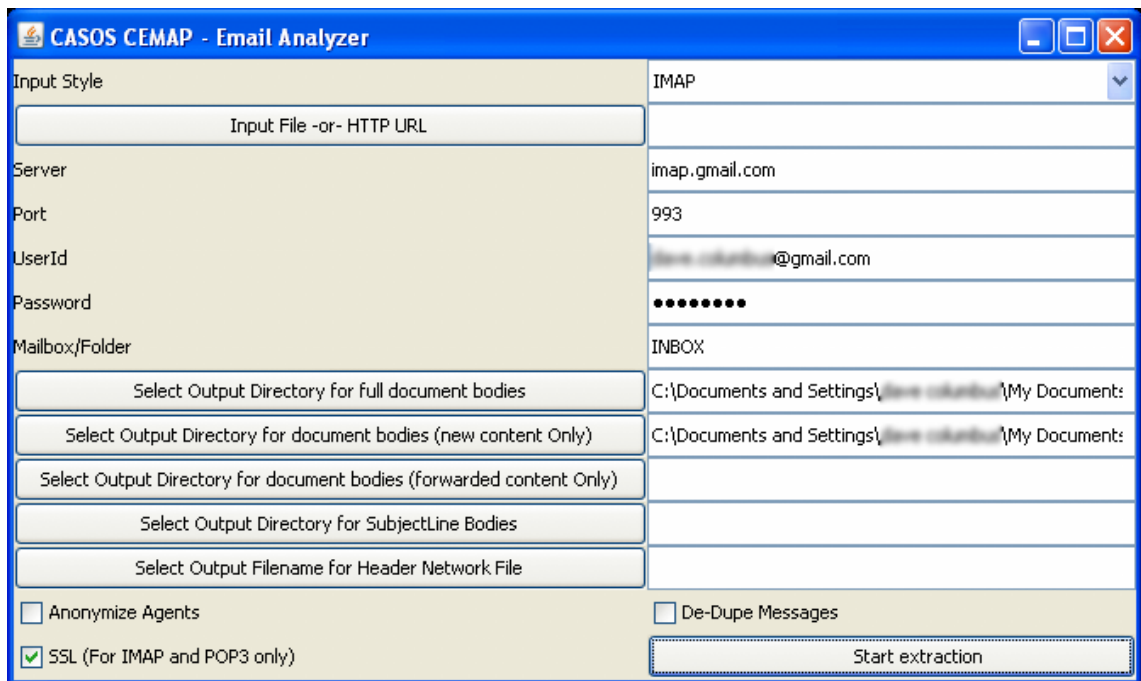 CASOS CEMAP - Email Analyzer
Input Style IMAP
Input File -or- HTTP URL
Server imap.gmail.com
Port 993
UserId @gmail.com
Password ••••••••
Mailbox/Folder INBOX
Select Output Directory for full document bodies C:\Documents and Settings\ \My Documents
Select Output Directory for document bodies (new content Only) C:\Documents and Settings\ \My Documents
Select Output Directory for document bodies (forwarded content Only)
Select Output Directory for SubjectLine Bodies
Select Output Filename for Header Network File
Anonymize Agents De-Dupe Messages
SSL (For IMAP and POP3 only) Start extraction